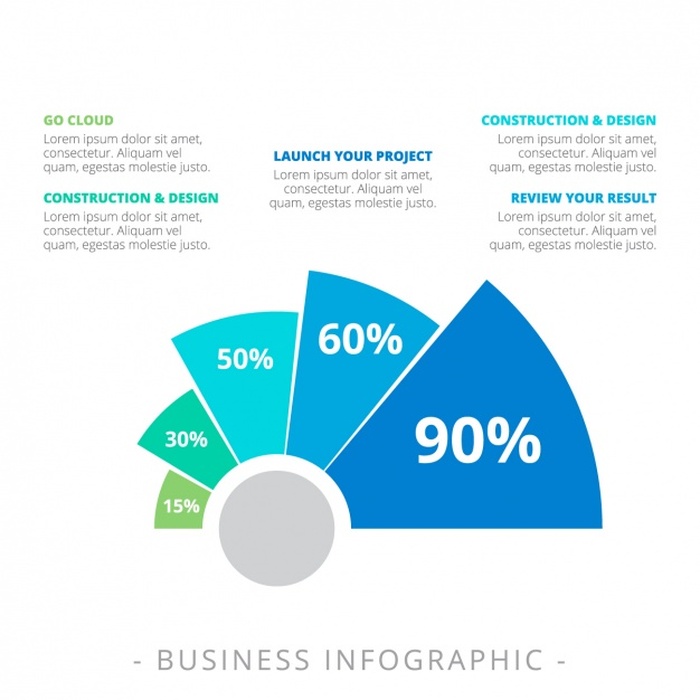 GO CLOUD
Lorem ipsum dolor sit amet,
consectetur. Aliquam vel
quam, egestas molestie justo.
CONSTRUCTION & DESIGN
Lorem ipsum dolor sit amet,
consectetur. Aliquam vel
quam, egestas molestie justo.
LAUNCH YOUR PROJECT
Lorem ipsum dolor sit amet,
consectetur. Aliquam vel
quam, egestas molestie justo.
CONSTRUCTION & DESIGN
Lorem ipsum dolor sit amet,
consectetur. Aliquam vel
quam, egestas molestie justo.
REVIEW YOUR RESULT
Lorem ipsum dolor sit amet,
consectetur. Aliquam vel
quam, egestas molestie justo.
15%
30%
50%
60%
90%
- BUSINESS INFOGRAPHIC -